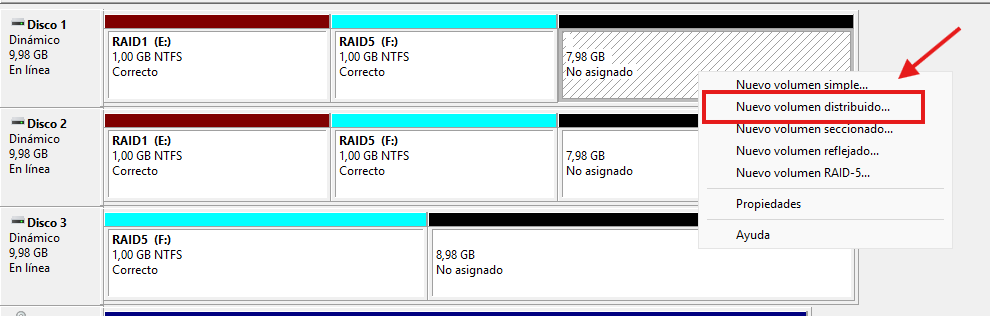 Disco 1
Dinámico
9,98 GB
En línea
RAID1 (E:)
1,00 GB NTFS
Correcto
RAID5 (F:)
1,00 GB NTFS
Correcto
7,98 GB
No asignado
Disco 2
Dinámico
9,98 GB
En línea
RAID1 (E:)
1,00 GB NTFS
Correcto
RAID5 (F:)
1,00 GB NTFS
Correcto
7,98 GB
No asignado
Disco 3
Dinámico
9,98 GB
En línea
RAID5 (F:)
1,00 GB NTFS
Correcto
8,98 GB
No asignado
Nuevo volumen simple...
Nuevo volumen distribuido...
Nuevo volumen seccionado...
Nuevo volumen reflejado...
Nuevo volumen RAID-5...
Propiedades
Ayuda